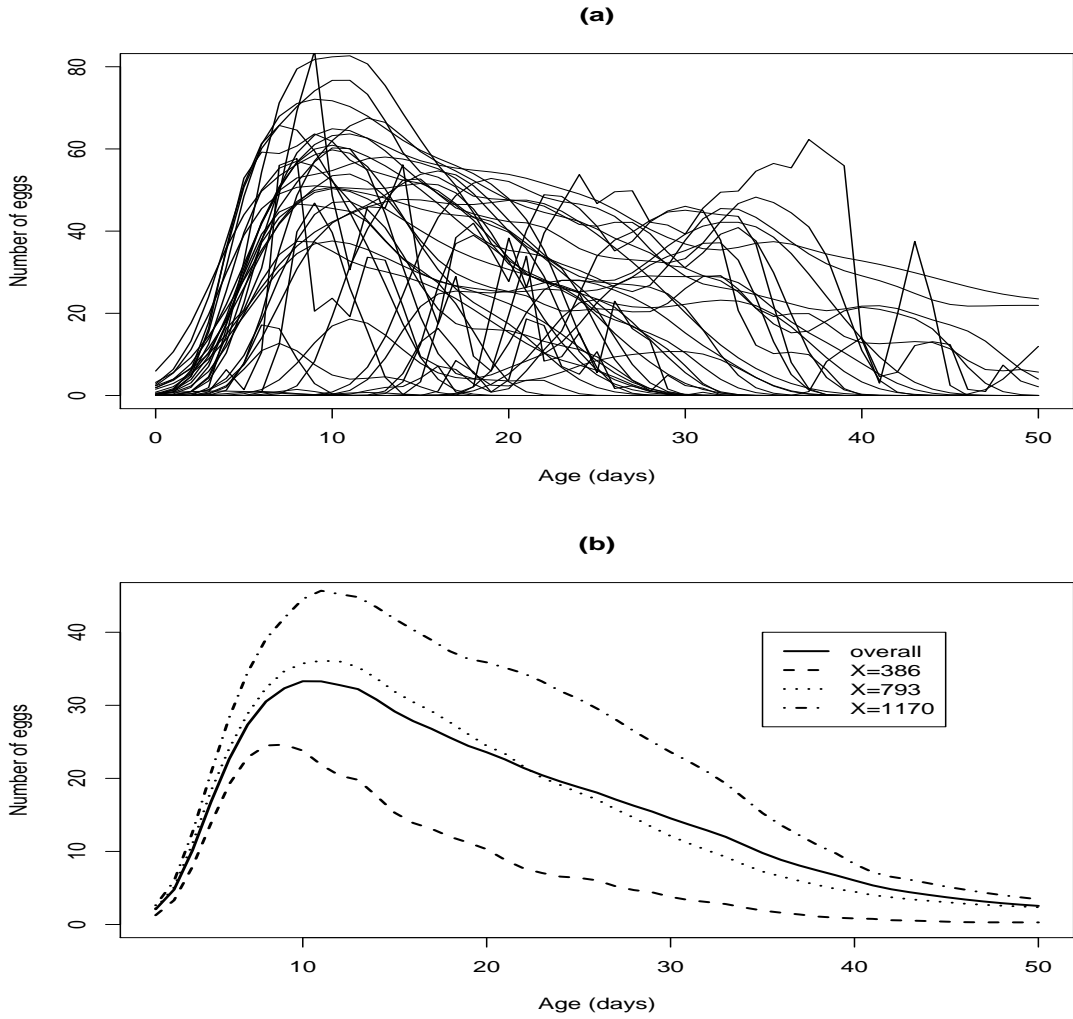 (a)
Number of eggs
80
60
40
20
0
0 10 20 30 40 50
Age (days)
(b)
Number of eggs
40
30
20
10
0
overall
X=386
X=793
X=1170
10 20 30 40 50
Age (days)